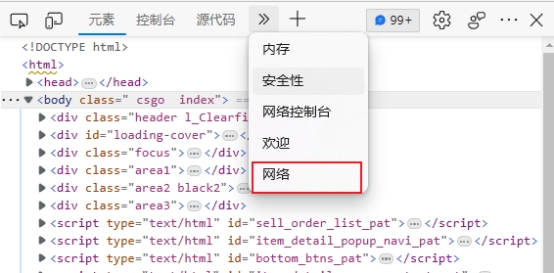 元素 控制台 源代码 99+
<!DOCTYPE html>
<html>
<head>…</head>
<body class=" csgo index"> ==
<div class="header l_Clearfi
<div id="loading-cover">…</
<div class="focus">…</div>
<div class="area1">…</div>
<div class="area2 black2">…
<div class="area3">…</div>
<script type="text/html" id="sell_order_list_pat">…</script>
<script type="text/html" id="item_detail_popup_navi_pat">…</script>
<script type="text/html" id="bottom_btns_pat">…</script>
内存
安全性
网络控制台
欢迎
网络